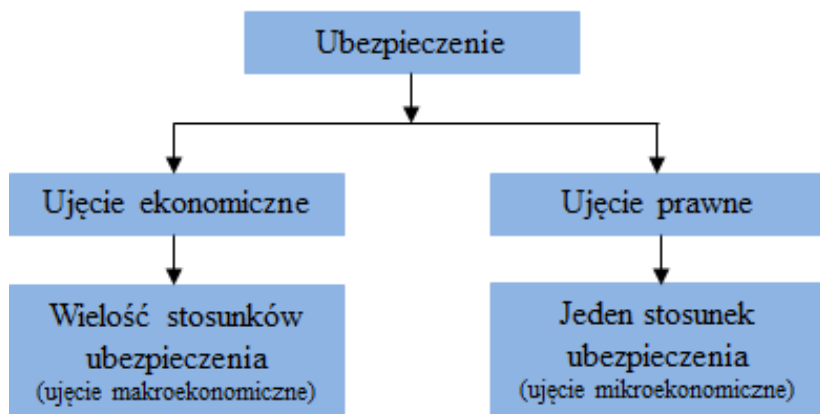 Ubezpieczenie
Ujęcie ekonomiczne
Ujęcie prawne
Wielość stosunków
ubezpieczenia
(ujęcie makroekonomiczne)
Jeden stosunek
ubezpieczenia
(ujęcie mikroekonomiczne)